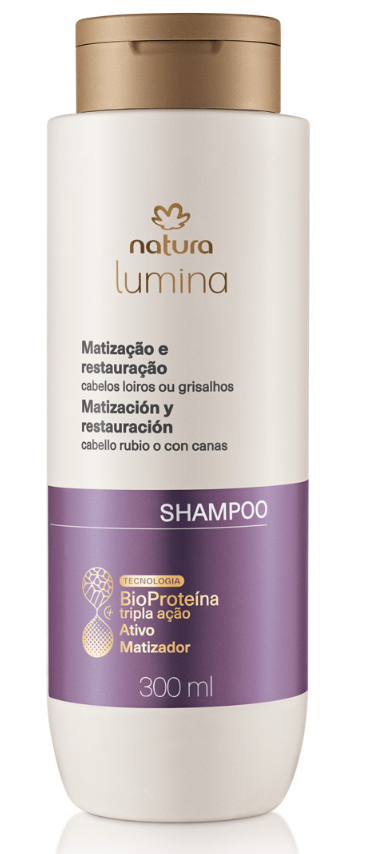 natura
lumina
Matização e
restauração
cabelos loiros ou grisalhos
Matización y
restauración
cabello rubio o con canas
SHAMPOO
TECNOLOGIA
BioProteína
tripla ação
Ativo
Matizador
300 ml